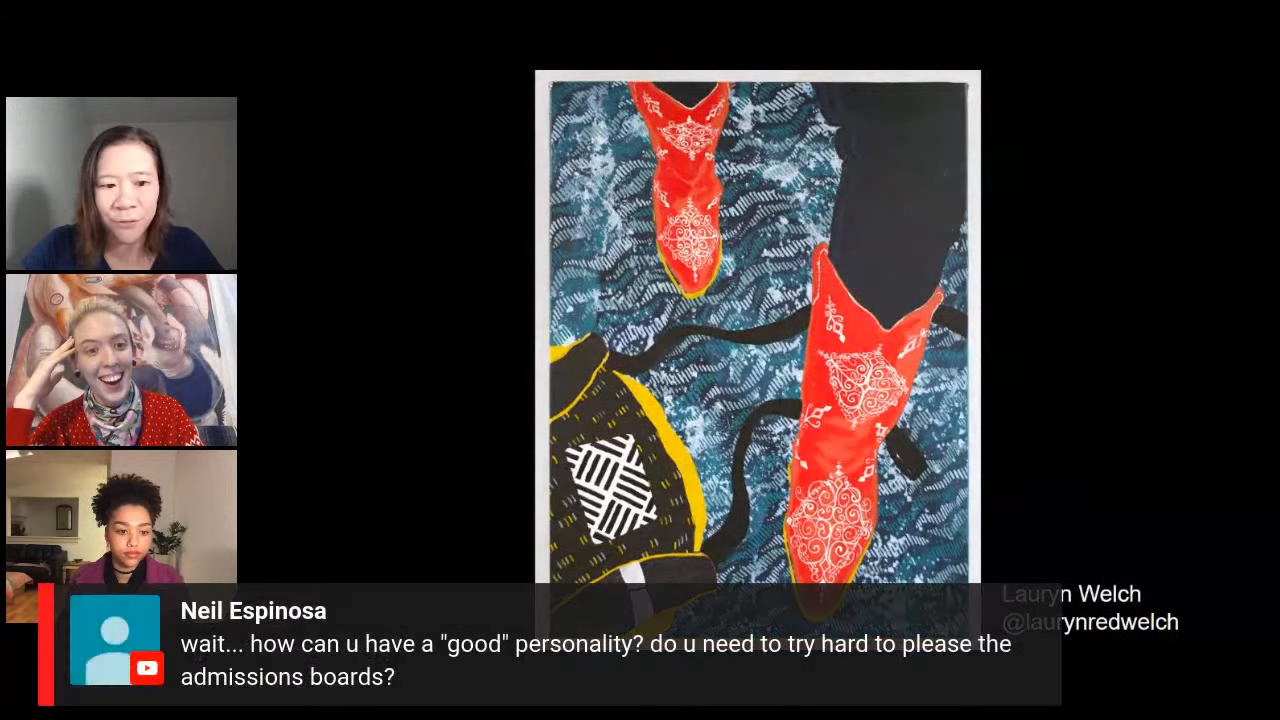 Lauryn Welch
@laurynredwelch
Neil Espinosa
wait... how can u have a "good" personality? do u need to try hard to please the
admissions boards?